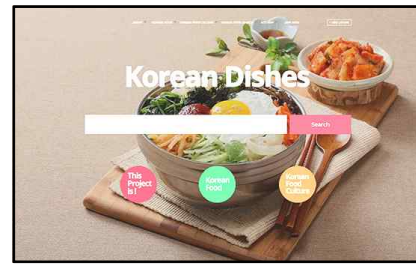 Korean Dishes
Search
This
Project
is !
Korean
Food
Korean
Food
Culture